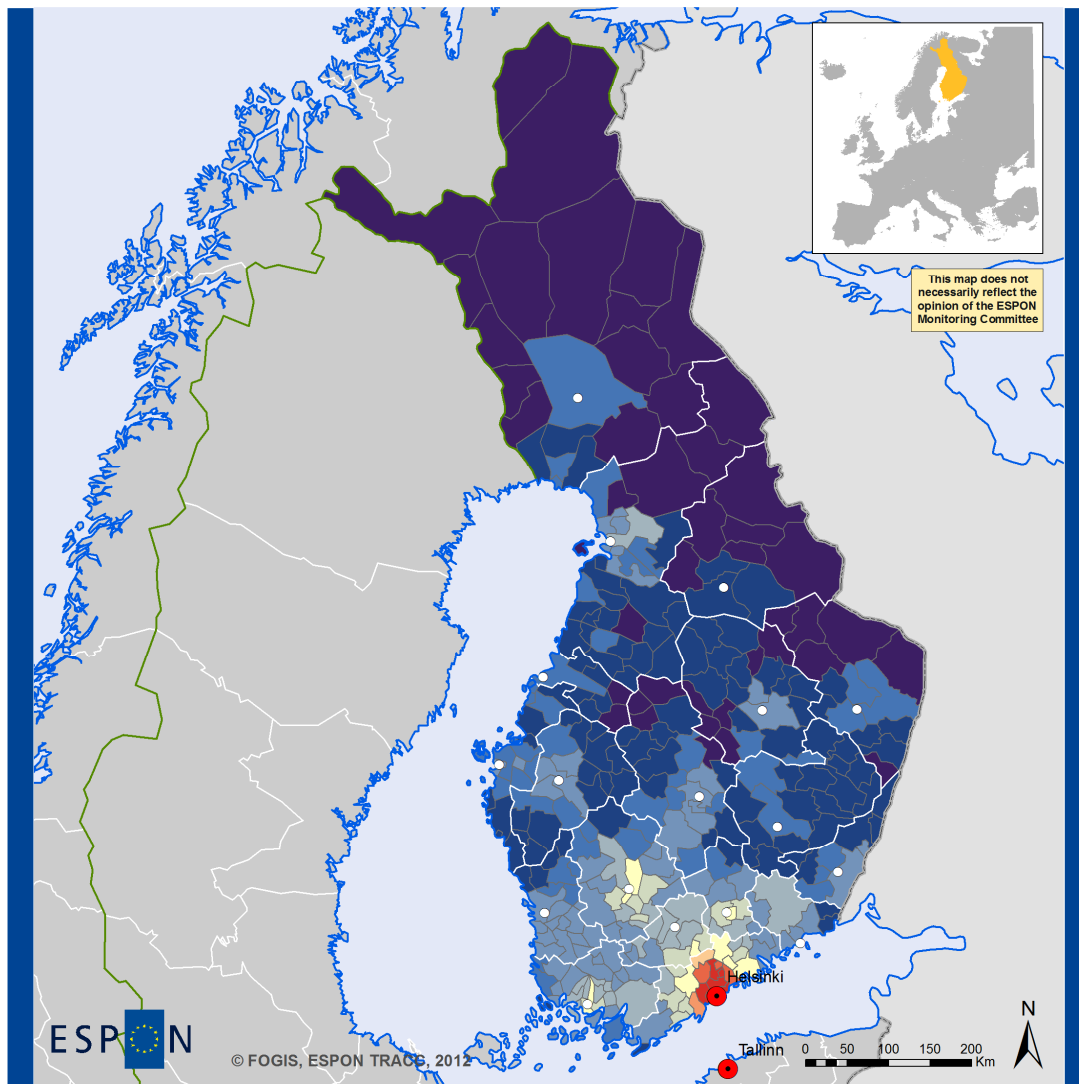 This map does not
necessarily reflect the
opinion of the ESPON
Monitoring Committee
Helsinki
Tallinn
N
0 50 100 150 200
Km
ESP N
© FOGIS, ESPON TRACC, 2012